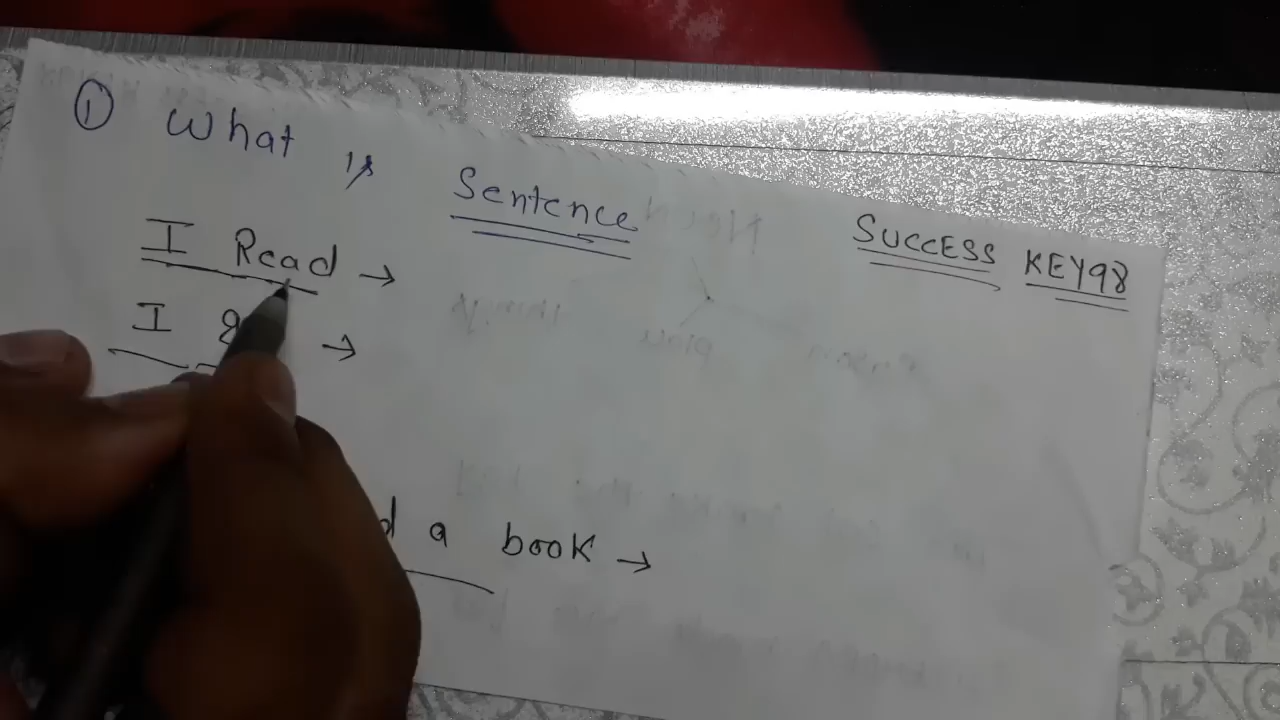 ① What is Sentence
SUCCESS KEY98
I Read →
I →
a book →